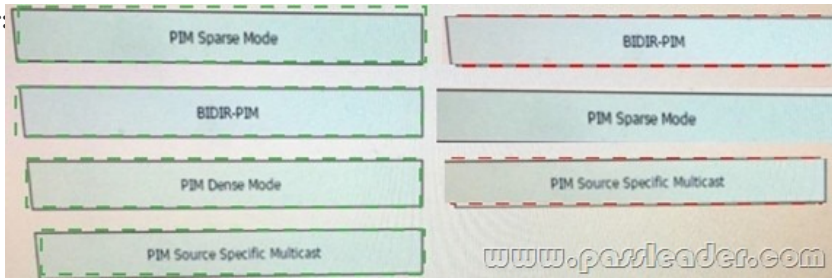 PIM Sparse Mode
BIDIR-PIM
BIDIR-PIM
PIM Sparse Mode
PIM Dense Mode
PIM Source Specific Multicast
PIM Source Specific Multicast
www.passleader.com